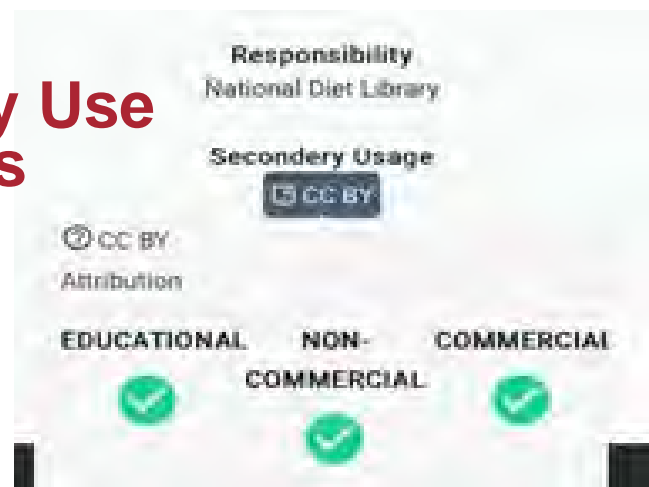 Responsibility
National Diet Library
y Use
s
Secondery Usage
CC BY
CC BY
Attribution
EDUCATIONAL NON-COMMERCIAL COMMERCIAL